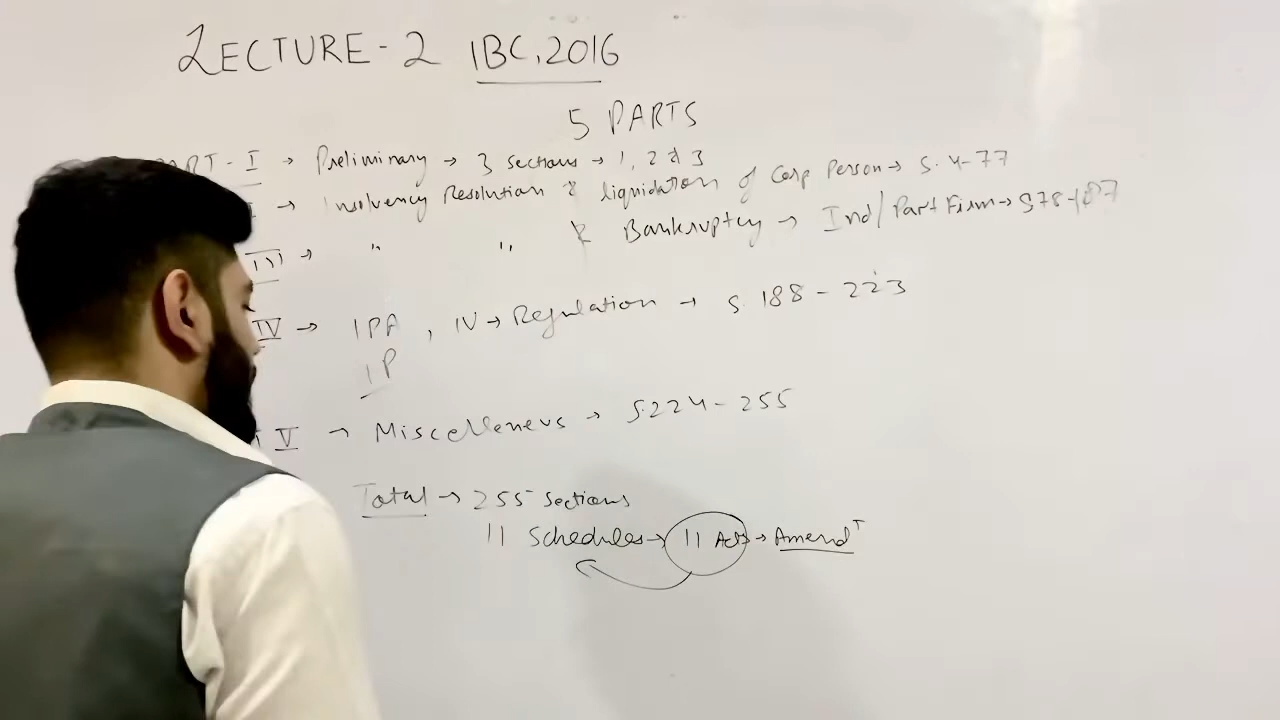 LECTURE - 2 IBC, 2016
5 PARTS
PART - I → Preliminary → 3 sections → 1, 2 & 3
→ Insolvency Resolution & liquidation of Corp Person → S. 4-77
III → " " & Bankruptcy → Ind/Part Firm → S78-187
IV → IPA, IU → Regulation → S. 188 - 223
IP
T V → Miscelleneus → S.224 - 255
Total → 255 Sections
11 Schedules → 11 Acts → Amend^T